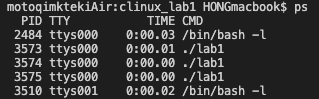 motoqimktekiAir:clinux_lab1 HONGmacbook$ ps
PID TTY TIME CMD
2484 ttys000 0:00.03 /bin/bash -l
3573 ttys000 0:00.01 ./lab1
3574 ttys000 0:00.00 ./lab1
3575 ttys000 0:00.00 ./lab1
3510 ttys001 0:00.02 /bin/bash -l